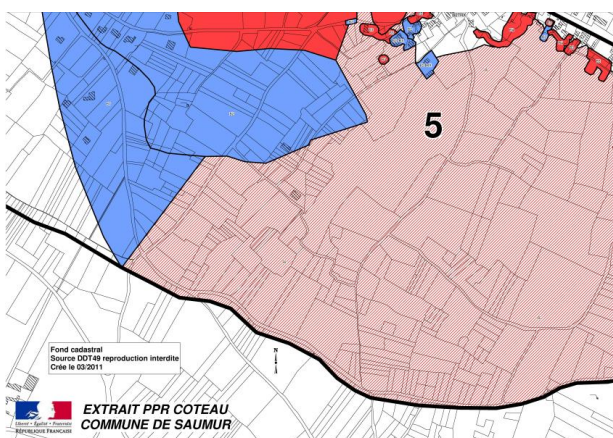 5
Fond cadastral
Source DDT49 reproduction interdite
Crée le 03/2011
N
Liberté • Égalité • Fraternité
RÉPUBLIQUE FRANÇAISE
EXTRAIT PPR COTEAU
COMMUNE DE SAUMUR